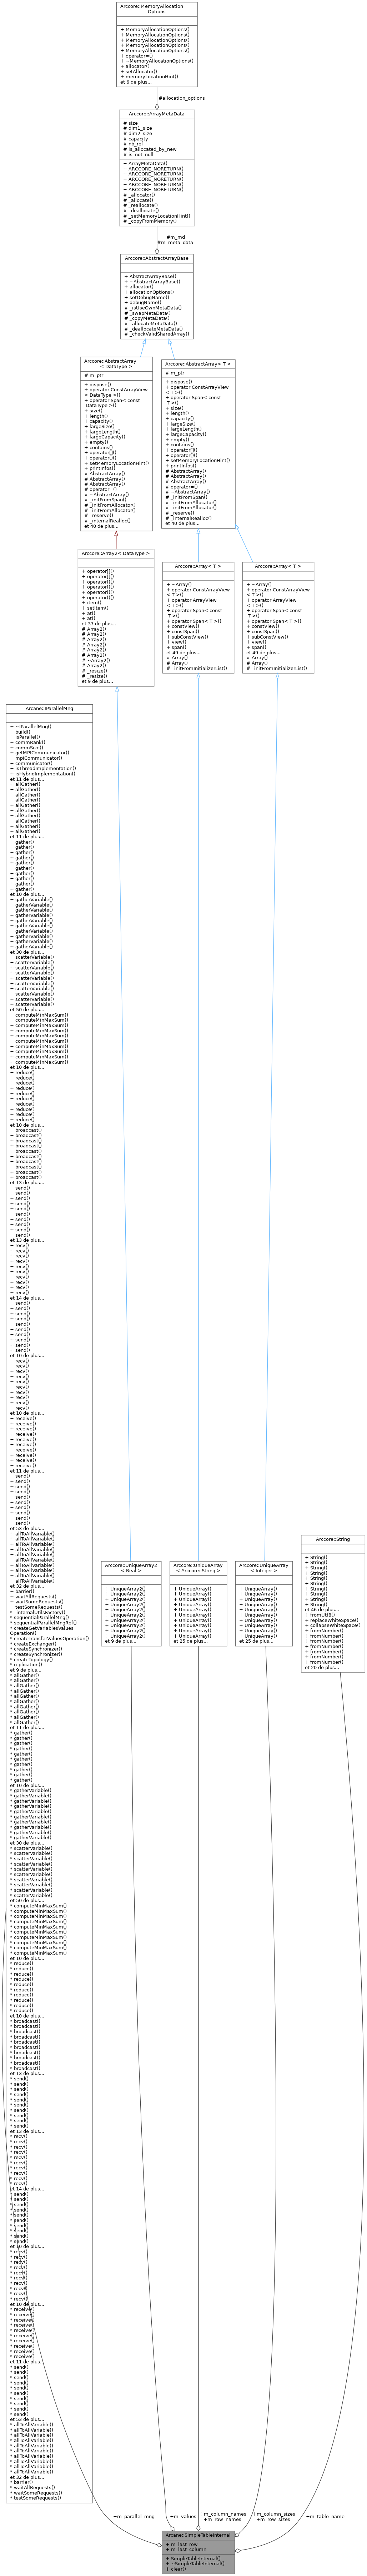 Arccore::MemoryAllocation
Options
+ MemoryAllocationOptions()
+ MemoryAllocationOptions()
+ MemoryAllocationOptions()
+ MemoryAllocationOptions()
+ MemoryAllocationOptions()
+ operator=()
+ ~MemoryAllocationOptions()
+ allocator()
+ setAllocator()
+ memoryLocationHint()
et 6 de plus...
#allocation_options
Arccore::ArrayMetaData
# size
# dim1_size
# dim2_size
# capacity
# nb_ref
# is_allocated_by_new
# is_not_null
+ ArrayMetaData()
+ ARCCORE_NORETURN()
+ ARCCORE_NORETURN()
+ ARCCORE_NORETURN()
+ ARCCORE_NORETURN()
+ ARCCORE_NORETURN()
# _allocator()
# _allocate()
# _reallocate()
# _deallocate()
# _setMemoryLocationHint()
# _copyFromMemory()
#m_md
#m_meta_data
Arccore::AbstractArrayBase
+ AbstractArrayBase()
+ ~AbstractArrayBase()
+ allocator()
+ allocationOptions()
+ setDebugName()
+ debugName()
# _isUseOwnMetaData()
# _swapMetaData()
# _copyMetaData()
# _allocateMetaData()
# _deallocateMetaData()
# _checkValidSharedArray()
Arccore::AbstractArray
< DataType >
# m_ptr
+ dispose()
+ operator ConstArrayView
< DataType >()
+ operator Span< const
DataType >()
+ size()
+ length()
+ capacity()
+ largeSize()
+ largeLength()
+ largeCapacity()
+ empty()
+ contains()
+ operator[]()
+ operator()()
+ setMemoryLocationHint()
+ printInfos()
# AbstractArray()
# AbstractArray()
# AbstractArray()
# operator=()
# ~AbstractArray()
# _initFromSpan()
# _initFromAllocator()
# _initFromAllocator()
# _reserve()
# _internalRealloc()
et 40 de plus...
Arccore::AbstractArray< T >
# m_ptr
+ dispose()
+ operator ConstArrayView
< T >()
+ operator Span< const
T >()
+ size()
+ length()
+ capacity()
+ largeSize()
+ largeLength()
+ largeCapacity()
+ empty()
+ contains()
+ operator[]()
+ operator()()
+ setMemoryLocationHint()
+ printInfos()
# AbstractArray()
# AbstractArray()
# AbstractArray()
# operator=()
# ~AbstractArray()
# _initFromSpan()
# _initFromAllocator()
# _initFromAllocator()
# _reserve()
# _internalRealloc()
et 40 de plus...
Arccore::Array2< DataType >
+ operator[]()
+ operator[]()
+ operator()()
+ operator()()
+ operator()()
+ operator()()
+ item()
+ setItem()
+ at()
+ at()
et 37 de plus...
# Array2()
# Array2()
# Array2()
# Array2()
# Array2()
# Array2()
# ~Array2()
# Array2()
# _resize()
# _resize()
et 9 de plus...
Arccore::Array< T >
+ ~Array()
+ operator ConstArrayView
< T >()
+ operator ArrayView
< T >()
+ operator Span< const
T >()
+ operator Span< T >()
+ constView()
+ constSpan()
+ subConstView()
+ view()
+ span()
et 49 de plus...
# Array()
# Array()
# _initFromInitializerList()
Arccore::Array< T >
+ ~Array()
+ operator ConstArrayView
< T >()
+ operator ArrayView
< T >()
+ operator Span< const
T >()
+ operator Span< T >()
+ constView()
+ constSpan()
+ subConstView()
+ view()
+ span()
et 49 de plus...
# Array()
# Array()
# _initFromInitializerList()
Arcane::IParallelMng
+ ~IParallelMng()
+ build()
+ isParallel()
+ commRank()
+ commSize()
+ getMPICommunicator()
+ mpiCommunicator()
+ communicator()
+ isThreadImplementation()
+ isHybridImplementation()
et 11 de plus...
+ allGather()
+ allGather()
+ allGather()
+ allGather()
+ allGather()
+ allGather()
+ allGather()
+ allGather()
+ allGather()
+ allGather()
et 11 de plus...
+ gather()
+ gather()
+ gather()
+ gather()
+ gather()
+ gather()
+ gather()
+ gather()
+ gather()
+ gather()
et 10 de plus...
+ gatherVariable()
+ gatherVariable()
+ gatherVariable()
+ gatherVariable()
+ gatherVariable()
+ gatherVariable()
+ gatherVariable()
+ gatherVariable()
+ gatherVariable()
+ gatherVariable()
et 30 de plus...
+ scatterVariable()
+ scatterVariable()
+ scatterVariable()
+ scatterVariable()
+ scatterVariable()
+ scatterVariable()
+ scatterVariable()
+ scatterVariable()
+ scatterVariable()
+ scatterVariable()
et 50 de plus...
+ computeMinMaxSum()
+ computeMinMaxSum()
+ computeMinMaxSum()
+ computeMinMaxSum()
+ computeMinMaxSum()
+ computeMinMaxSum()
+ computeMinMaxSum()
+ computeMinMaxSum()
+ computeMinMaxSum()
+ computeMinMaxSum()
et 10 de plus...
+ reduce()
+ reduce()
+ reduce()
+ reduce()
+ reduce()
+ reduce()
+ reduce()
+ reduce()
+ reduce()
+ reduce()
et 10 de plus...
+ broadcast()
+ broadcast()
+ broadcast()
+ broadcast()
+ broadcast()
+ broadcast()
+ broadcast()
+ broadcast()
+ broadcast()
+ broadcast()
et 13 de plus...
+ send()
+ send()
+ send()
+ send()
+ send()
+ send()
+ send()
+ send()
+ send()
+ send()
et 13 de plus...
+ recv()
+ recv()
+ recv()
+ recv()
+ recv()
+ recv()
+ recv()
+ recv()
+ recv()
+ recv()
et 14 de plus...
+ send()
+ send()
+ send()
+ send()
+ send()
+ send()
+ send()
+ send()
+ send()
+ send()
et 10 de plus...
+ recv()
+ recv()
+ recv()
+ recv()
+ recv()
+ recv()
+ recv()
+ recv()
+ recv()
+ recv()
et 10 de plus...
+ receive()
+ receive()
+ receive()
+ receive()
+ receive()
+ receive()
+ receive()
+ receive()
+ receive()
+ receive()
et 11 de plus...
+ send()
+ send()
+ send()
+ send()
+ send()
+ send()
+ send()
+ send()
+ send()
+ send()
et 53 de plus...
+ allToAllVariable()
+ allToAllVariable()
+ allToAllVariable()
+ allToAllVariable()
+ allToAllVariable()
+ allToAllVariable()
+ allToAllVariable()
+ allToAllVariable()
+ allToAllVariable()
+ allToAllVariable()
et 32 de plus...
+ barrier()
+ waitAllRequests()
+ waitSomeRequests()
+ testSomeRequests()
+ _internalUtilsFactory()
* sequentialParallelMng()
* sequentialParallelMngRef()
* createGetVariablesValues
Operation()
* createTransferValuesOperation()
* createExchanger()
* createSynchronizer()
* createSynchronizer()
* createTopology()
* replication()
et 9 de plus...
* allGather()
* allGather()
* allGather()
* allGather()
* allGather()
* allGather()
* allGather()
* allGather()
* allGather()
* allGather()
et 11 de plus...
* gather()
* gather()
* gather()
* gather()
* gather()
* gather()
* gather()
* gather()
* gather()
* gather()
et 10 de plus...
* gatherVariable()
* gatherVariable()
* gatherVariable()
* gatherVariable()
* gatherVariable()
* gatherVariable()
* gatherVariable()
* gatherVariable()
* gatherVariable()
* gatherVariable()
et 30 de plus...
* scatterVariable()
* scatterVariable()
* scatterVariable()
* scatterVariable()
* scatterVariable()
* scatterVariable()
* scatterVariable()
* scatterVariable()
* scatterVariable()
* scatterVariable()
et 50 de plus...
* computeMinMaxSum()
* computeMinMaxSum()
* computeMinMaxSum()
* computeMinMaxSum()
* computeMinMaxSum()
* computeMinMaxSum()
* computeMinMaxSum()
* computeMinMaxSum()
* computeMinMaxSum()
* computeMinMaxSum()
et 10 de plus...
* reduce()
* reduce()
* reduce()
* reduce()
* reduce()
* reduce()
* reduce()
* reduce()
* reduce()
* reduce()
et 10 de plus...
* broadcast()
* broadcast()
* broadcast()
* broadcast()
* broadcast()
* broadcast()
* broadcast()
* broadcast()
* broadcast()
* broadcast()
et 13 de plus...
* send()
* send()
* send()
* send()
* send()
* send()
* send()
* send()
* send()
* send()
et 13 de plus...
* recv()
* recv()
* recv()
* recv()
* recv()
* recv()
* recv()
* recv()
* recv()
* recv()
et 14 de plus...
* send()
* send()
* send()
* send()
* send()
* send()
* send()
* send()
* send()
* send()
et 10 de plus...
* recv()
* recv()
* recv()
* recv()
* recv()
* recv()
* recv()
* recv()
* recv()
* recv()
et 10 de plus...
* receive()
* receive()
* receive()
* receive()
* receive()
* receive()
* receive()
* receive()
* receive()
* receive()
et 11 de plus...
* send()
* send()
* send()
* send()
* send()
* send()
* send()
* send()
* send()
* send()
et 53 de plus...
* allToAllVariable()
* allToAllVariable()
* allToAllVariable()
* allToAllVariable()
* allToAllVariable()
* allToAllVariable()
* allToAllVariable()
* allToAllVariable()
* allToAllVariable()
* allToAllVariable()
et 32 de plus...
* barrier()
* waitAllRequests()
* waitSomeRequests()
* testSomeRequests()
Arccore::UniqueArray2
< Real >
+ UniqueArray2()
+ UniqueArray2()
+ UniqueArray2()
+ UniqueArray2()
+ UniqueArray2()
+ UniqueArray2()
+ UniqueArray2()
+ UniqueArray2()
+ UniqueArray2()
+ UniqueArray2()
et 9 de plus...
Arccore::UniqueArray
< Arccore::String >
+ UniqueArray()
+ UniqueArray()
+ UniqueArray()
+ UniqueArray()
+ UniqueArray()
+ UniqueArray()
+ UniqueArray()
+ UniqueArray()
+ UniqueArray()
+ UniqueArray()
et 25 de plus...
Arccore::UniqueArray
< Integer >
+ UniqueArray()
+ UniqueArray()
+ UniqueArray()
+ UniqueArray()
+ UniqueArray()
+ UniqueArray()
+ UniqueArray()
+ UniqueArray()
+ UniqueArray()
+ UniqueArray()
et 25 de plus...
Arccore::String
+ String()
+ String()
+ String()
+ String()
+ String()
+ String()
+ String()
+ String()
+ String()
+ String()
et 46 de plus...
+ fromUtf8()
+ replaceWhiteSpace()
+ collapseWhiteSpace()
+ fromNumber()
+ fromNumber()
+ fromNumber()
+ fromNumber()
+ fromNumber()
+ fromNumber()
+ fromNumber()
et 20 de plus...
+m_parallel_mng
+m_values
+m_column_names
+m_row_names
+m_column_sizes
+m_row_sizes
+m_table_name
Arcane::SimpleTableInternal
+ m_last_row
+ m_last_column
+ SimpleTableInternal()
+ ~SimpleTableInternal()
+ clear()